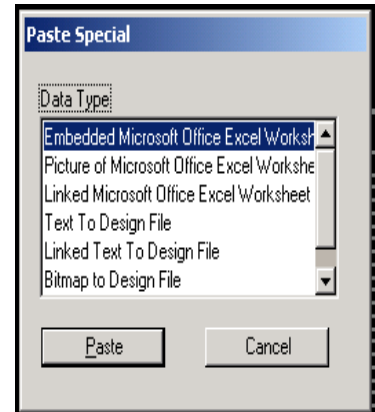 Paste Special
Data Type
Embedded Microsoft Office Excel Worksh
Picture of Microsoft Office Excel Workshe
Linked Microsoft Office Excel Worksheet
Text To Design File
Linked Text To Design File
Bitmap to Design File
Paste Cancel